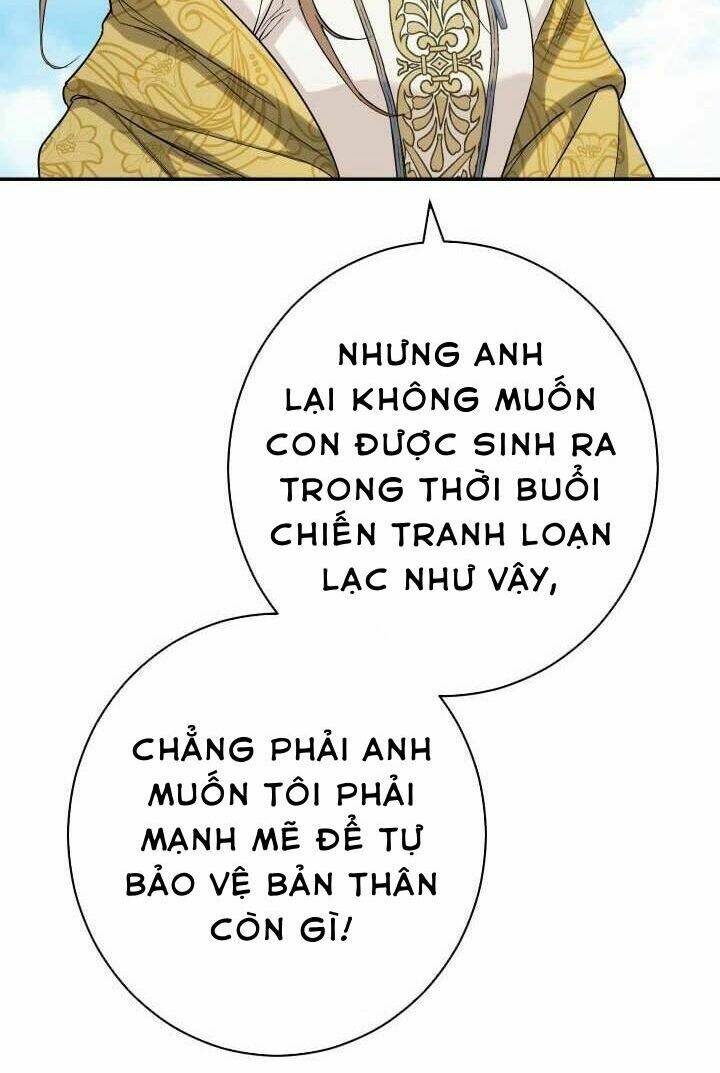 NHƯNG ANH
LẠI KHÔNG MUỐN
CON ĐƯỢC SINH RA
TRONG THỜI BUỔI
CHIẾN TRANH LOẠN
LẠC NHƯ VẬY,
CHẲNG PHẢI ANH
MUỐN TÔI PHẢI
MẠNH MẼ ĐỂ TỰ
BẢO VỆ BẢN THÂN
CÒN GÌ!